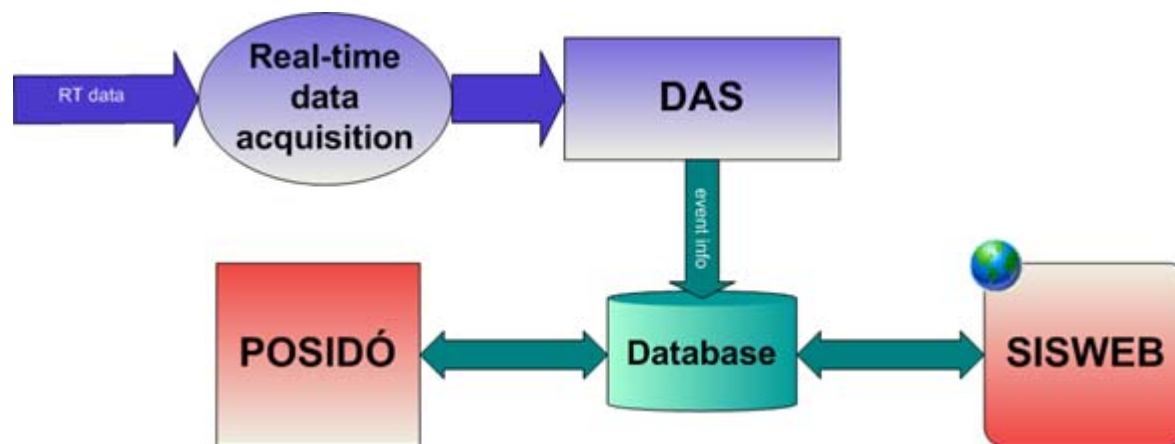 RT data
Real-time
data
acquisition
DAS
event info
POSIDÓ
Database
SISWEB